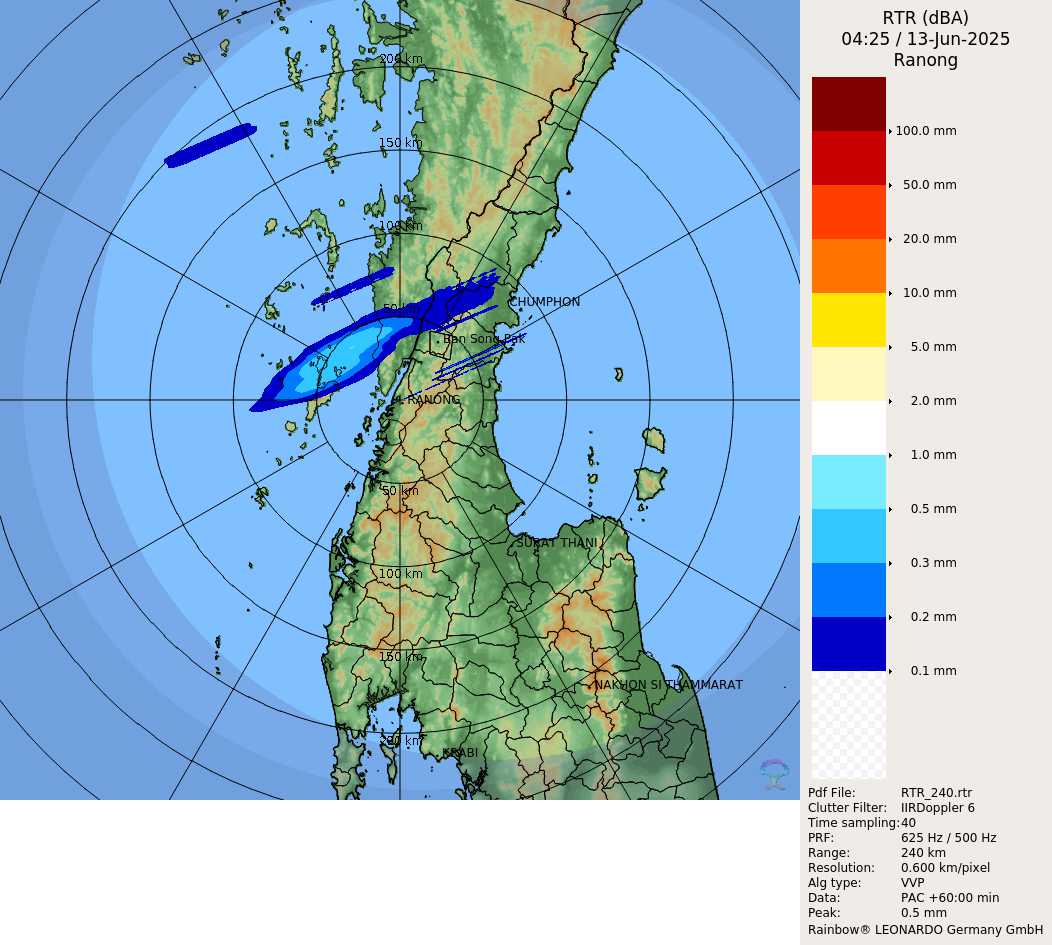 RTR (dBA)
04:25 / 13-Jun-2025
Ranong
200 km
150 km
100 km
50 km
CHUMPHON
Ban Song Pak
RANONG
50 km
SURAT THANI
100 km
150 km
NAKHON SI THAMMARAT
200 km
KRABI
100.0 mm
50.0 mm
20.0 mm
10.0 mm
5.0 mm
2.0 mm
1.0 mm
0.5 mm
0.3 mm
0.2 mm
0.1 mm
Pdf File: RTR_240.rtr
Clutter Filter: IIRDoppler 6
Time sampling:40
PRF: 625 Hz / 500 Hz
Range: 240 km
Resolution: 0.600 km/pixel
Alg type: VVP
Data: PAC +60:00 min
Peak: 0.5 mm
Rainbow® LEONARDO Germany GmbH